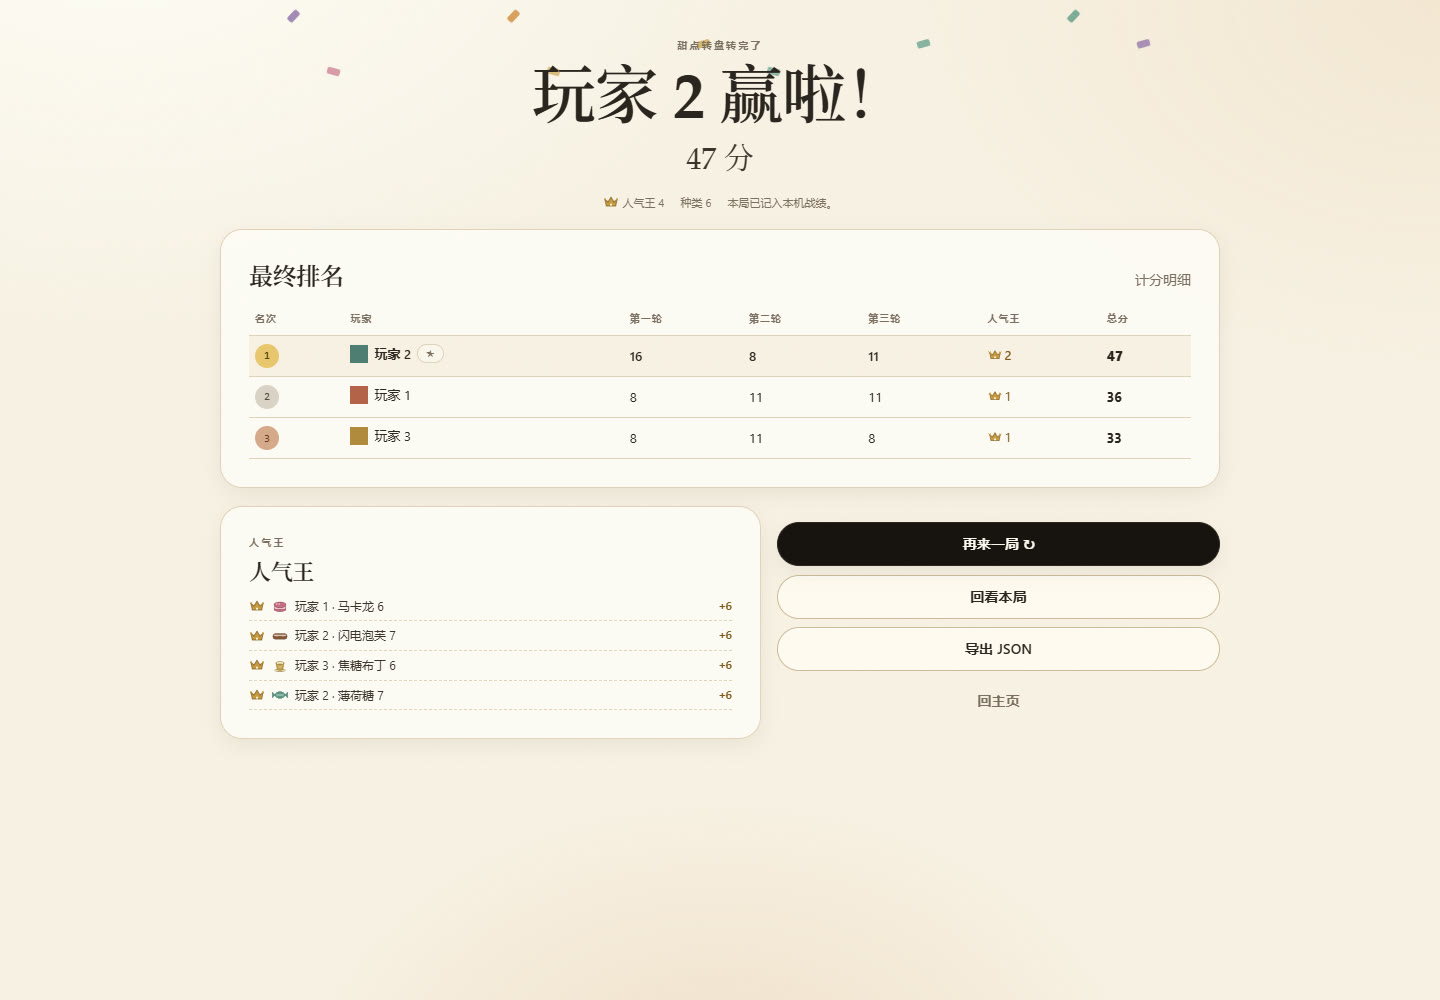 甜点转盘转完了
玩家 2 赢啦！
47 分
人气王 4 种类 6 本局已记入本机战绩。
最终排名
计分明细
名次 玩家 第一轮 第二轮 第三轮 人气王 总分
1 玩家 2 ★ 16 8 11 2 47
2 玩家 1 8 11 11 1 36
3 玩家 3 8 11 8 1 33
人气王
人气王
玩家 1 · 马卡龙 6 +6
玩家 2 · 闪电泡芙 7 +6
玩家 3 · 焦糖布丁 6 +6
玩家 2 · 薄荷糖 7 +6
再来一局 ↻
回看本局
导出 JSON
回主页